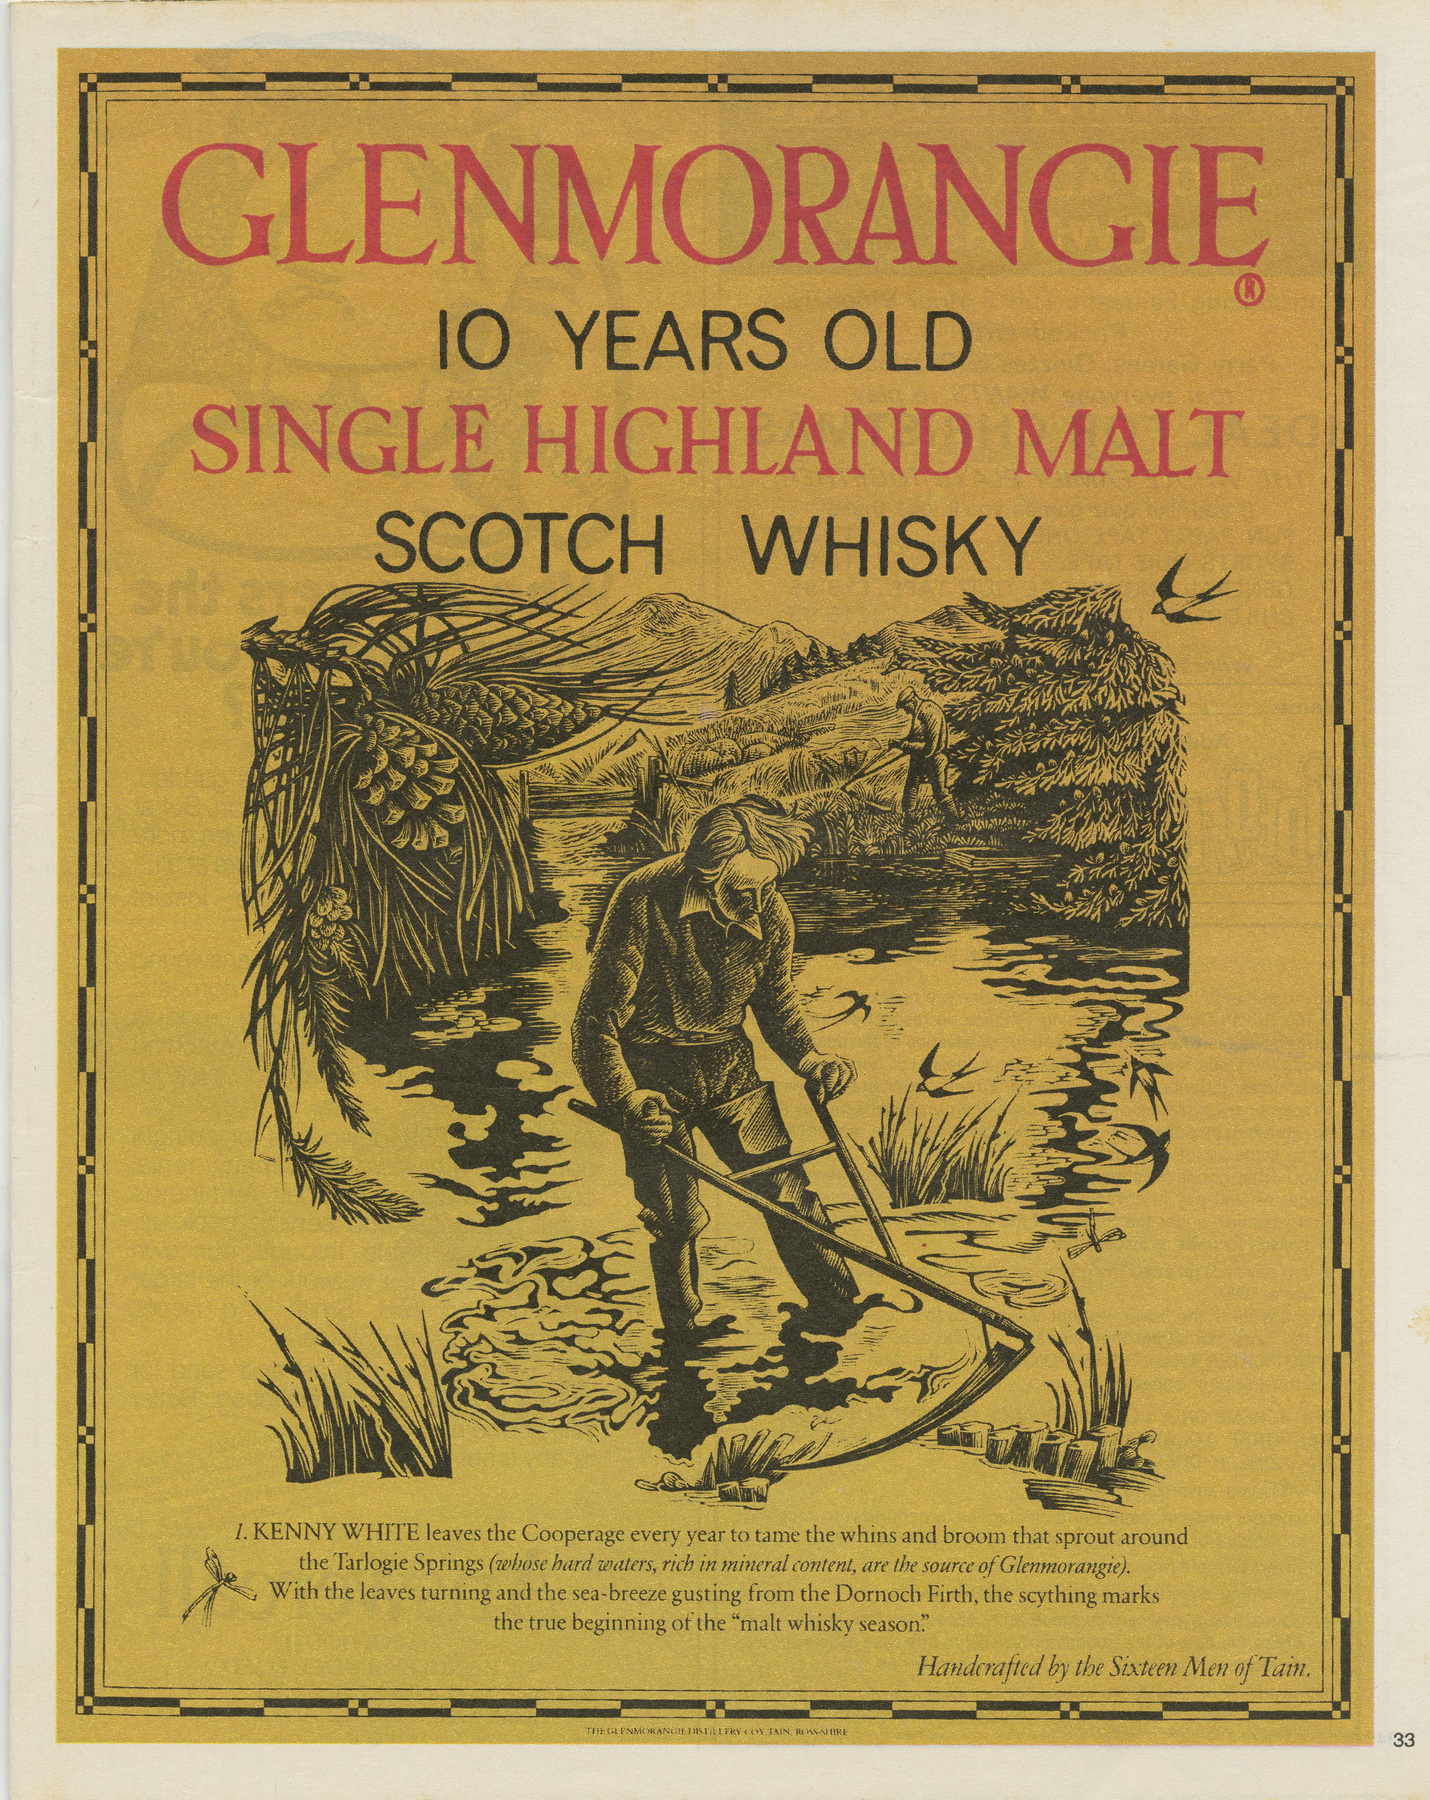 GLENMORANGIE
®
10 YEARS OLD
SINGLE HIGHLAND MALT
SCOTCH WHISKY
1. KENNY WHITE leaves the Cooperage every year to tame the whins and broom that sprout around
the Tarlogie Springs (whose hard waters, rich in mineral content, are the source of Glenmorangie).
With the leaves turning and the sea-breeze gusting from the Dornoch Firth, the scything marks
the true beginning of the “malt whisky season.”
Handcrafted by the Sixteen Men of Tain.
THE GLENMORANGIE DISTILLERY COY, TAIN, ROSS-SHIRE
33